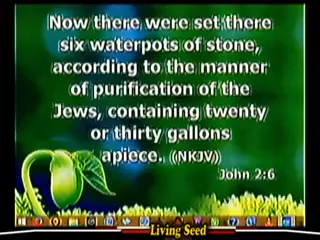 Now there were set there
six waterpots of stone,
according to the manner
of purification of the
Jews, containing twenty
or thirty gallons
apiece. ((NKJV))
John 2:6
Living Seed